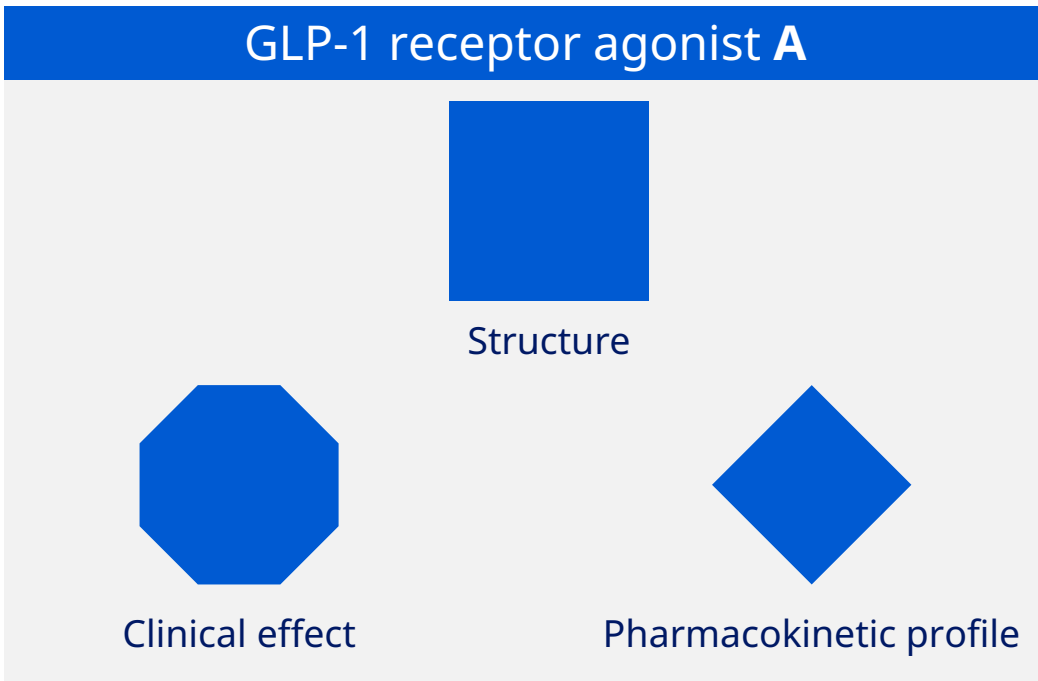 GLP-1 receptor agonist A
Structure
Clinical effect
Pharmacokinetic profile